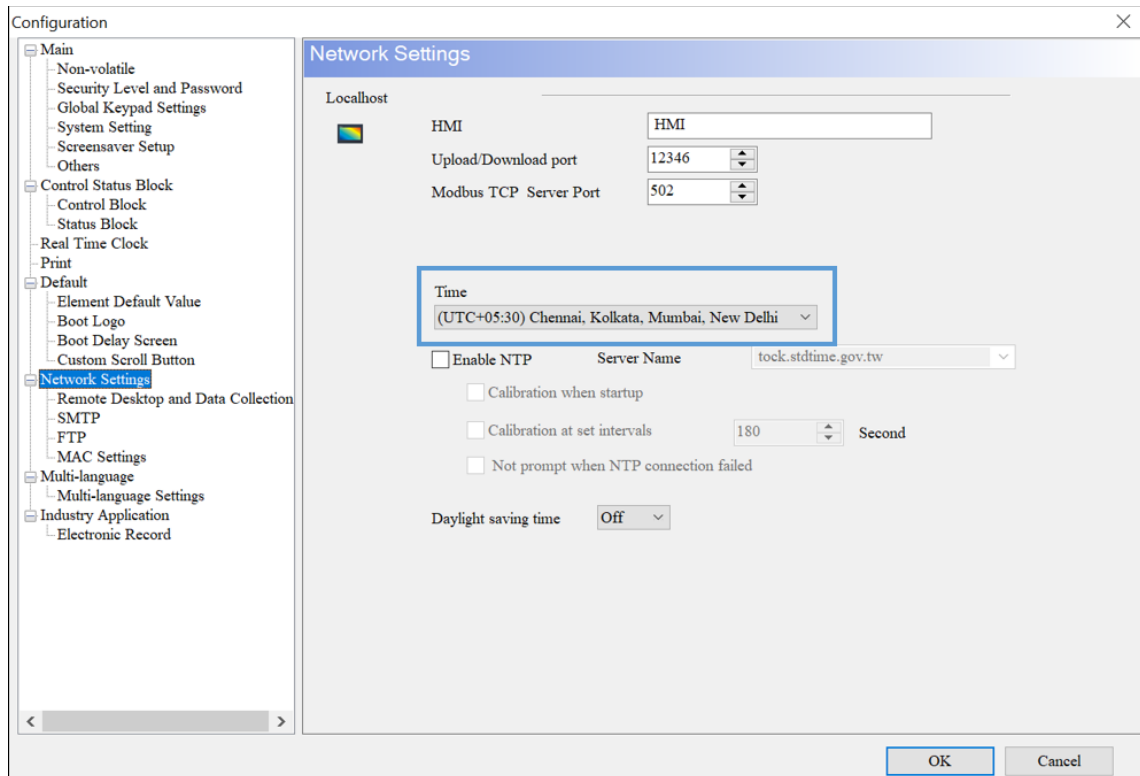 Configuration
Main
Non-volatile
Security Level and Password
Global Keypad Settings
System Setting
Screensaver Setup
Others
Control Status Block
Control Block
Status Block
Real Time Clock
Print
Default
Element Default Value
Boot Logo
Boot Delay Screen
Custom Scroll Button
Network Settings
Remote Desktop and Data Collection
SMTP
FTP
MAC Settings
Multi-language
Multi-language Settings
Industry Application
Electronic Record
Network Settings
Localhost
HMI HMI
Upload/Download port 12346
Modbus TCP Server Port 502
Time
(UTC+05:30) Chennai, Kolkata, Mumbai, New Delhi
Enable NTP Server Name tock.stdtime.gov.tw
Calibration when startup
Calibration at set intervals 180 Second
Not prompt when NTP connection failed
Daylight saving time Off
OK Cancel